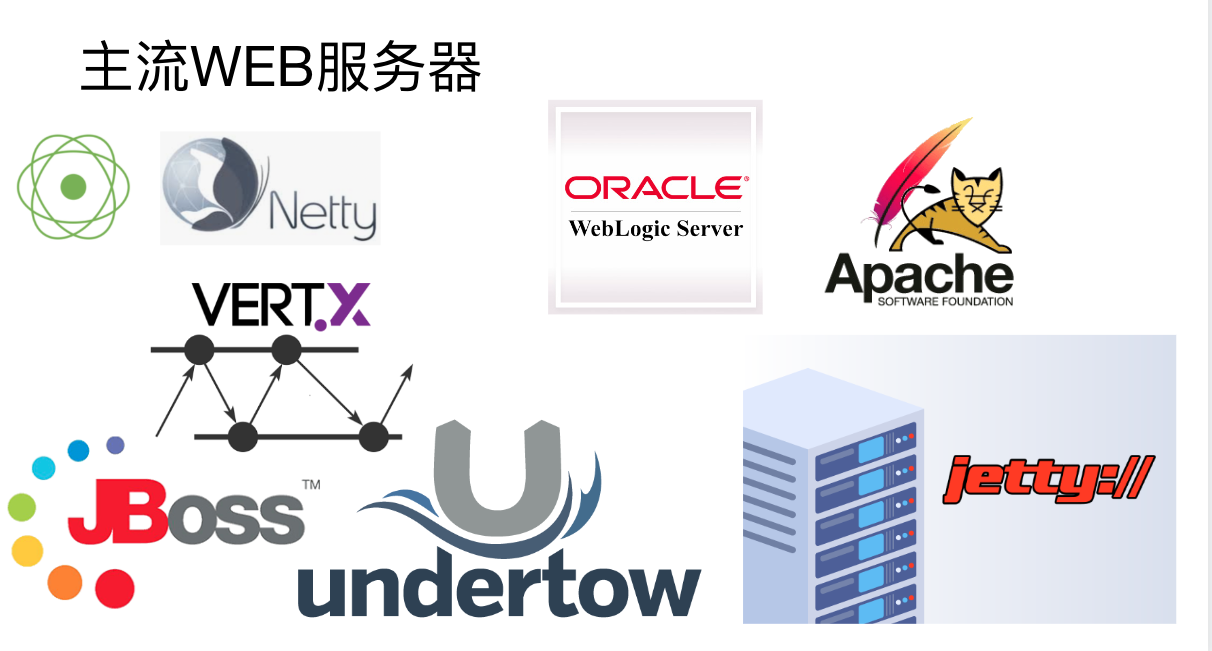 主流WEB服务器
Netty
ORACLE®
WebLogic Server
Apache
SOFTWARE FOUNDATION
VERT.X
JBoss™
undertow
jetty://